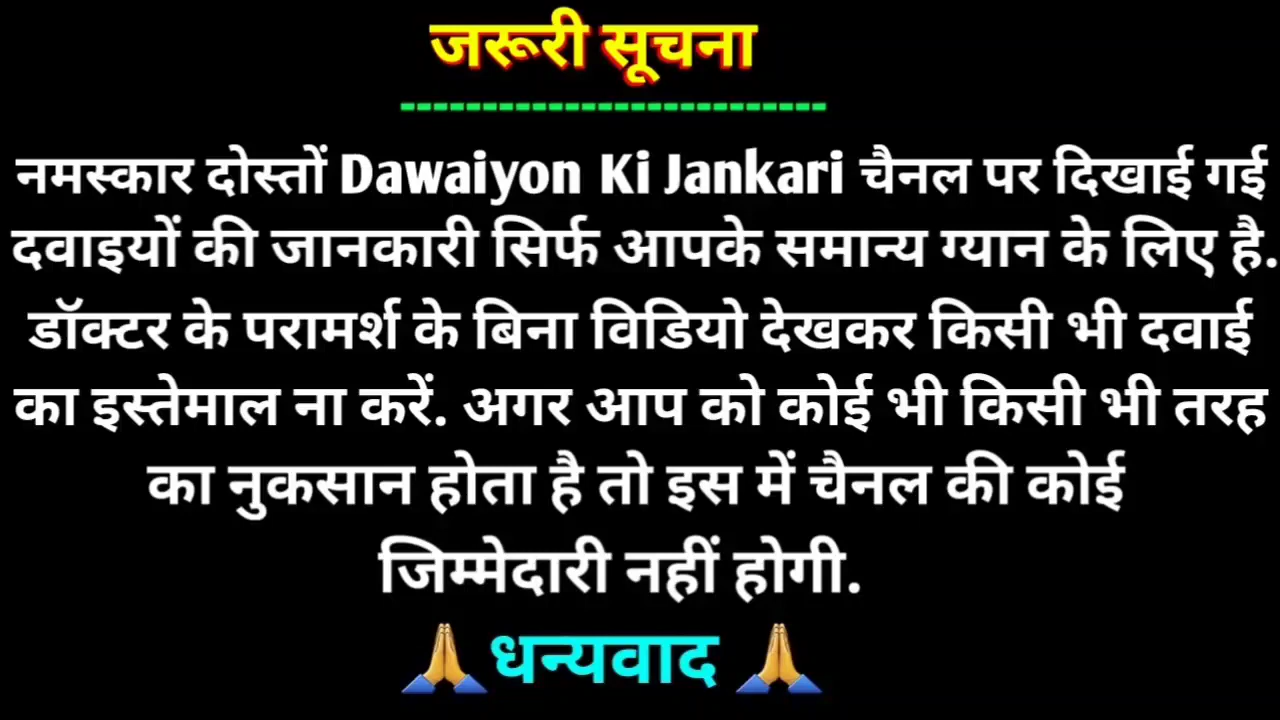 जरूरी सूचना
--------------------------
नमस्कार दोस्तों Dawaiyon Ki Jankari चैनल पर दिखाई गई
दवाइयों की जानकारी सिर्फ आपके समान्य ग्यान के लिए है.
डॉक्टर के परामर्श के बिना विडियो देखकर किसी भी दवाई
का इस्तेमाल ना करें. अगर आप को कोई भी किसी भी तरह
का नुकसान होता है तो इस में चैनल की कोई
जिम्मेदारी नहीं होगी.
🙏धन्यवाद 🙏